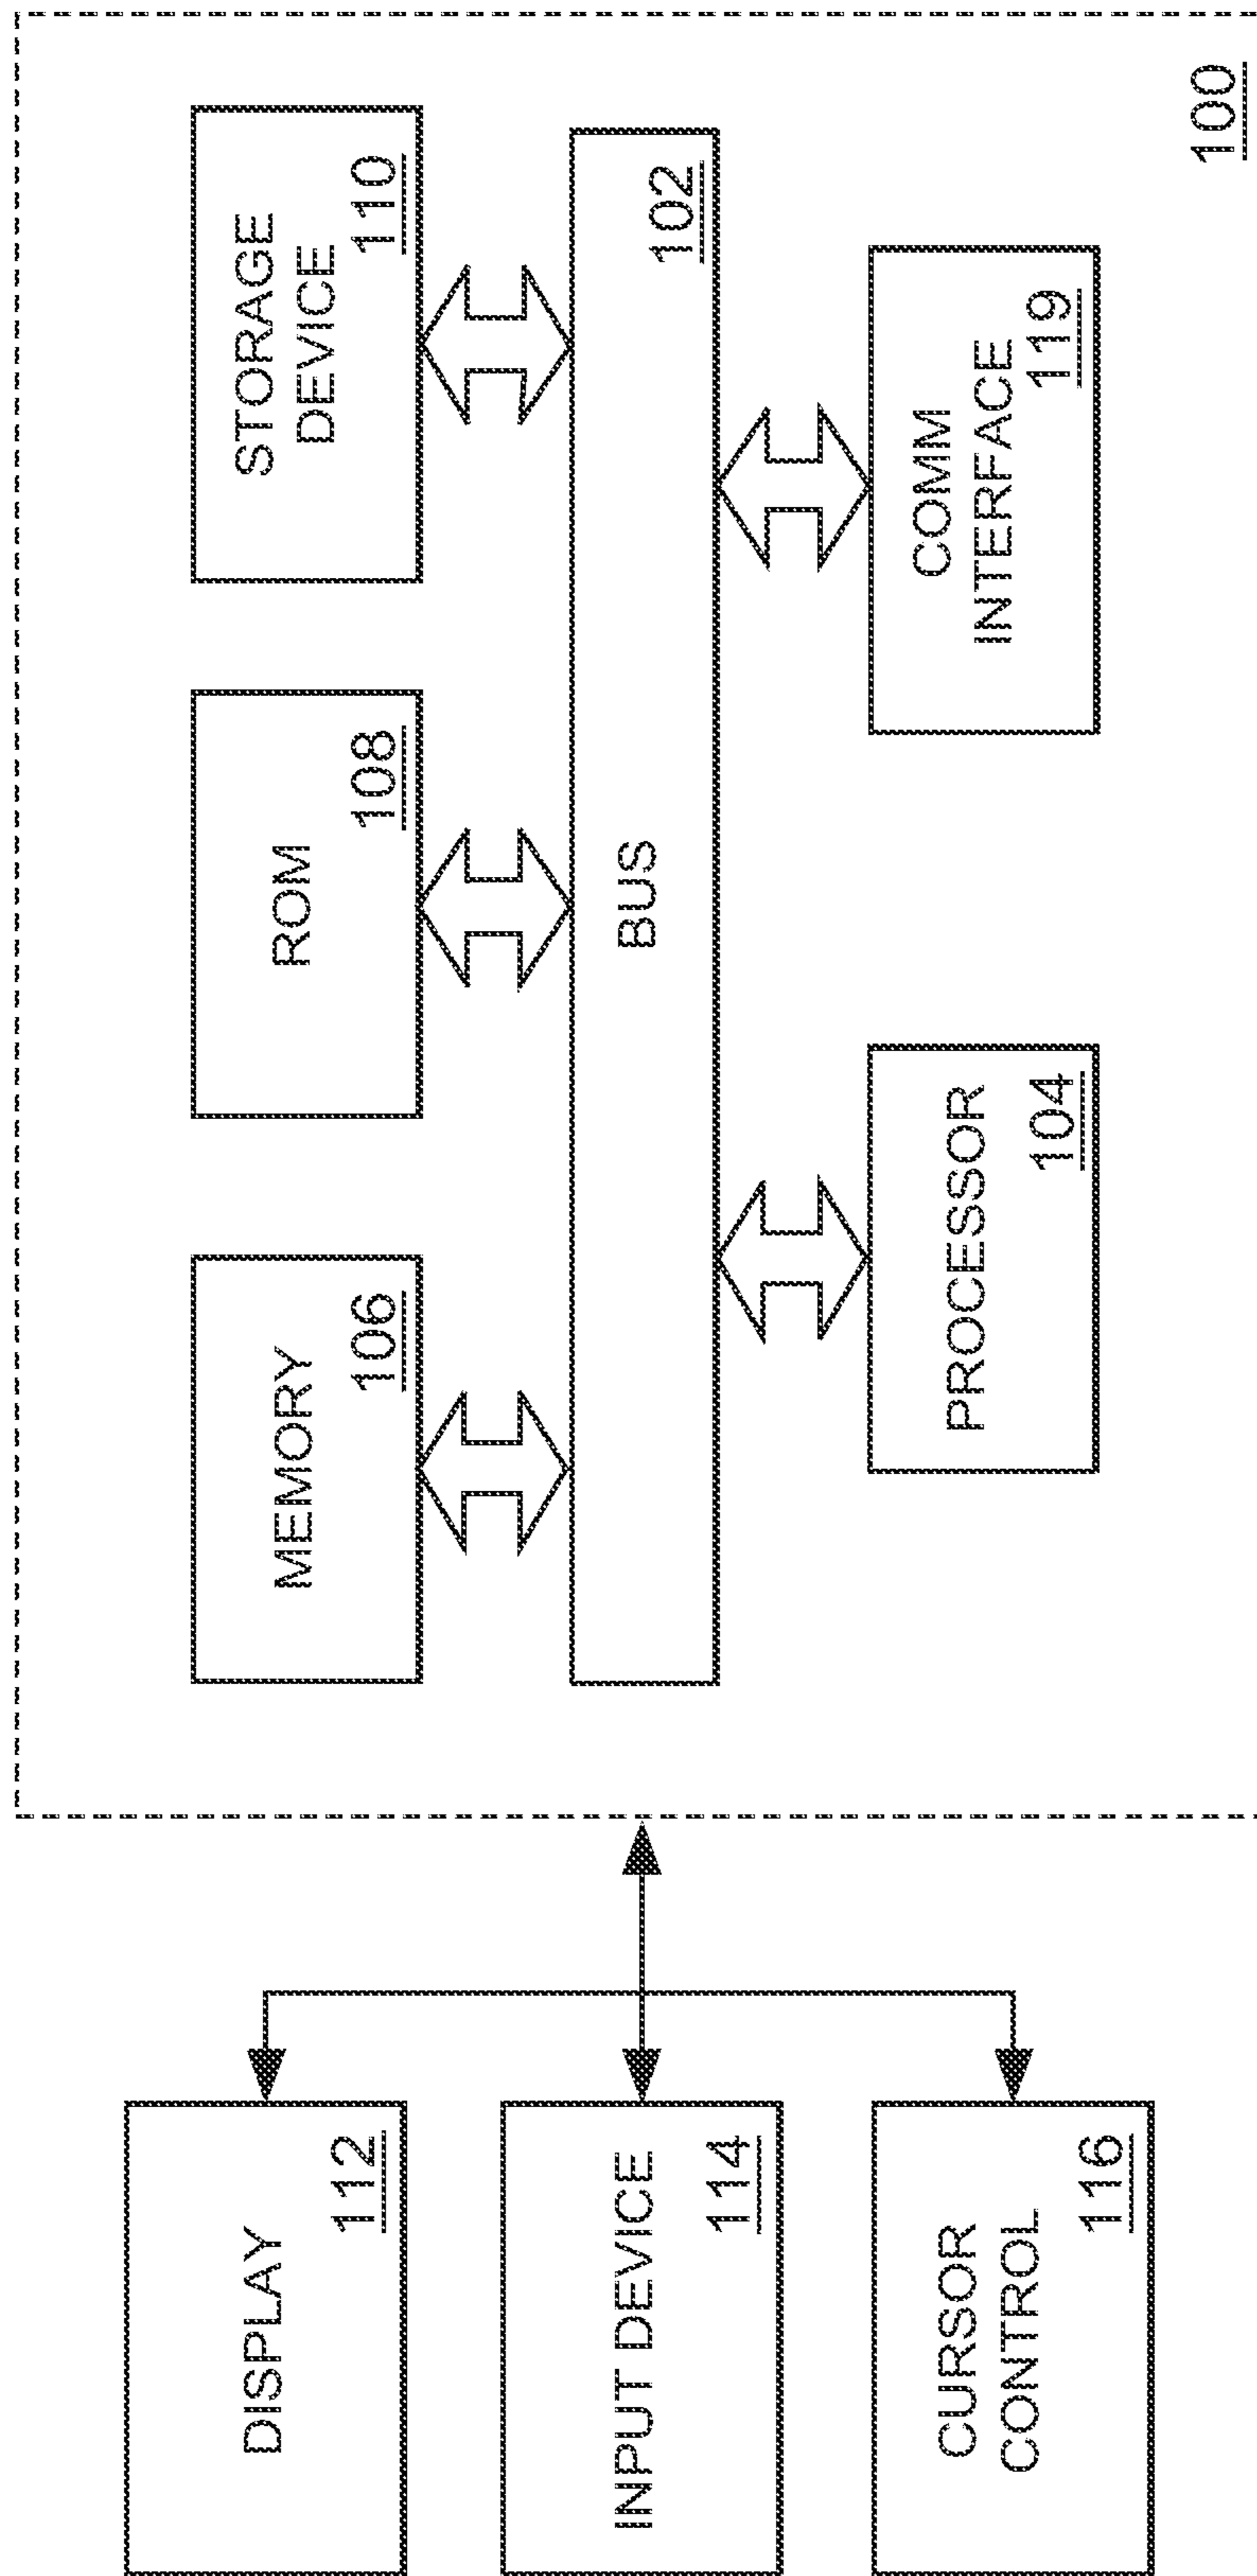 DISPLAY
112
INPUT DEVICE
114
CURSOR
CONTROL
116
MEMORY
106
ROM
108
STORAGE
DEVICE
110
BUS
102
PROCESSOR
104
COMM
INTERFACE
119
100